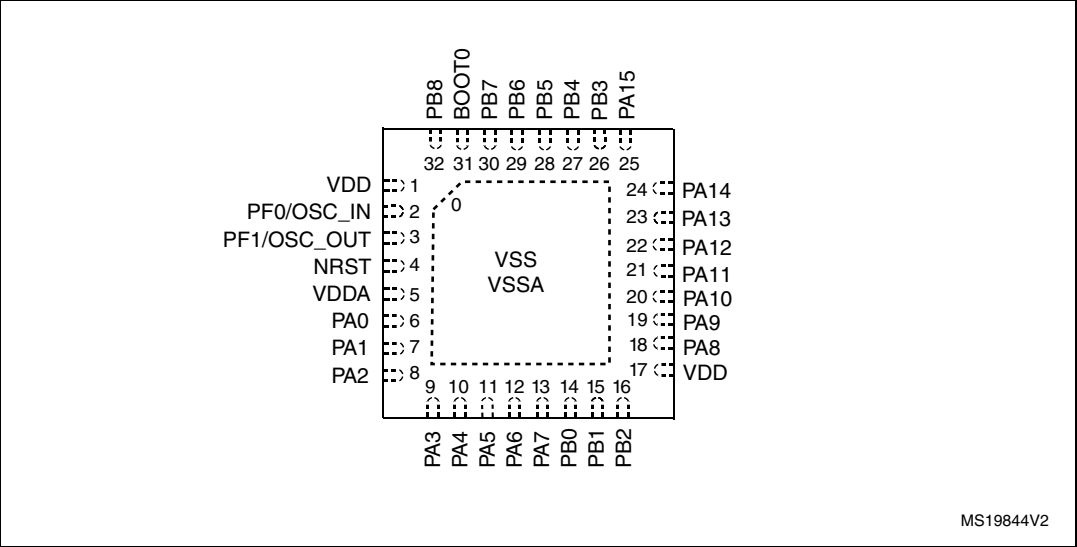 PB8
BOOT0
PB7
PB6
PB5
PB4
PB3
PA15
32 31 30 29 28 27 26 25
VDD 1
PF0/OSC_IN 2
PF1/OSC_OUT 3
NRST 4
VDDA 5
PA0 6
PA1 7
PA2 8
0
VSS
VSSA
24 PA14
23 PA13
22 PA12
21 PA11
20 PA10
19 PA9
18 PA8
17 VDD
9 10 11 12 13 14 15 16
PA3
PA4
PA5
PA6
PA7
PB0
PB1
PB2
MS19844V2